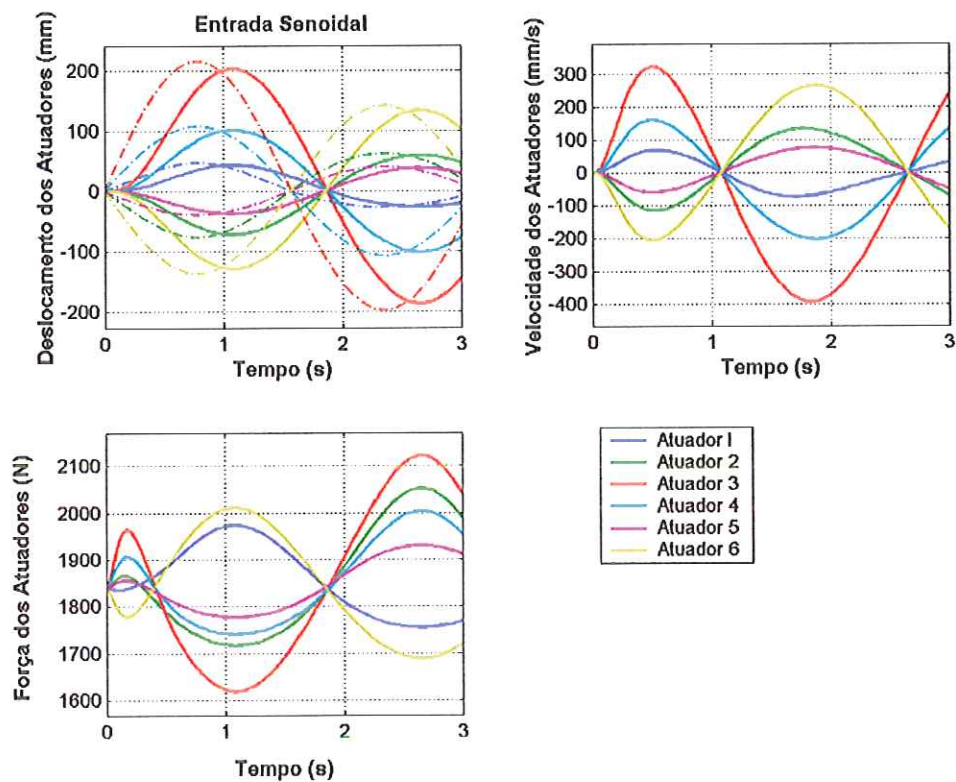 Entrada Senoidal
Deslocamento dos Atuadores (mm)
200
100
0
-100
-200
0
1
2
3
Tempo (s)
Velocidade dos Atuadores (mm/s)
300
200
100
0
-100
-200
-300
-400
0
1
2
3
Tempo (s)
Força dos Atuadores (N)
2100
2000
1900
1800
1700
1600
0
1
2
3
Tempo (s)
Atuador 1
Atuador 2
Atuador 3
Atuador 4
Atuador 5
Atuador 6